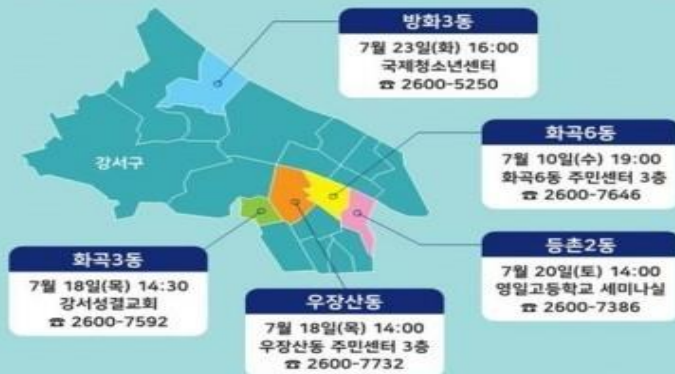 방화3동
7월 23일(화) 16:00
국제청소년센터
☎ 2600-5250
화곡6동
7월 10일(수) 19:00
화곡6동 주민센터 3층
☎ 2600-7646
강서구
등촌2동
7월 20일(토) 14:00
영일고등학교 세미나실
☎ 2600-7386
화곡3동
7월 18일(목) 14:30
강서성결교회
☎ 2600-7592
우장산동
7월 18일(목) 14:00
우장산동 주민센터 3층
☎ 2600-7732